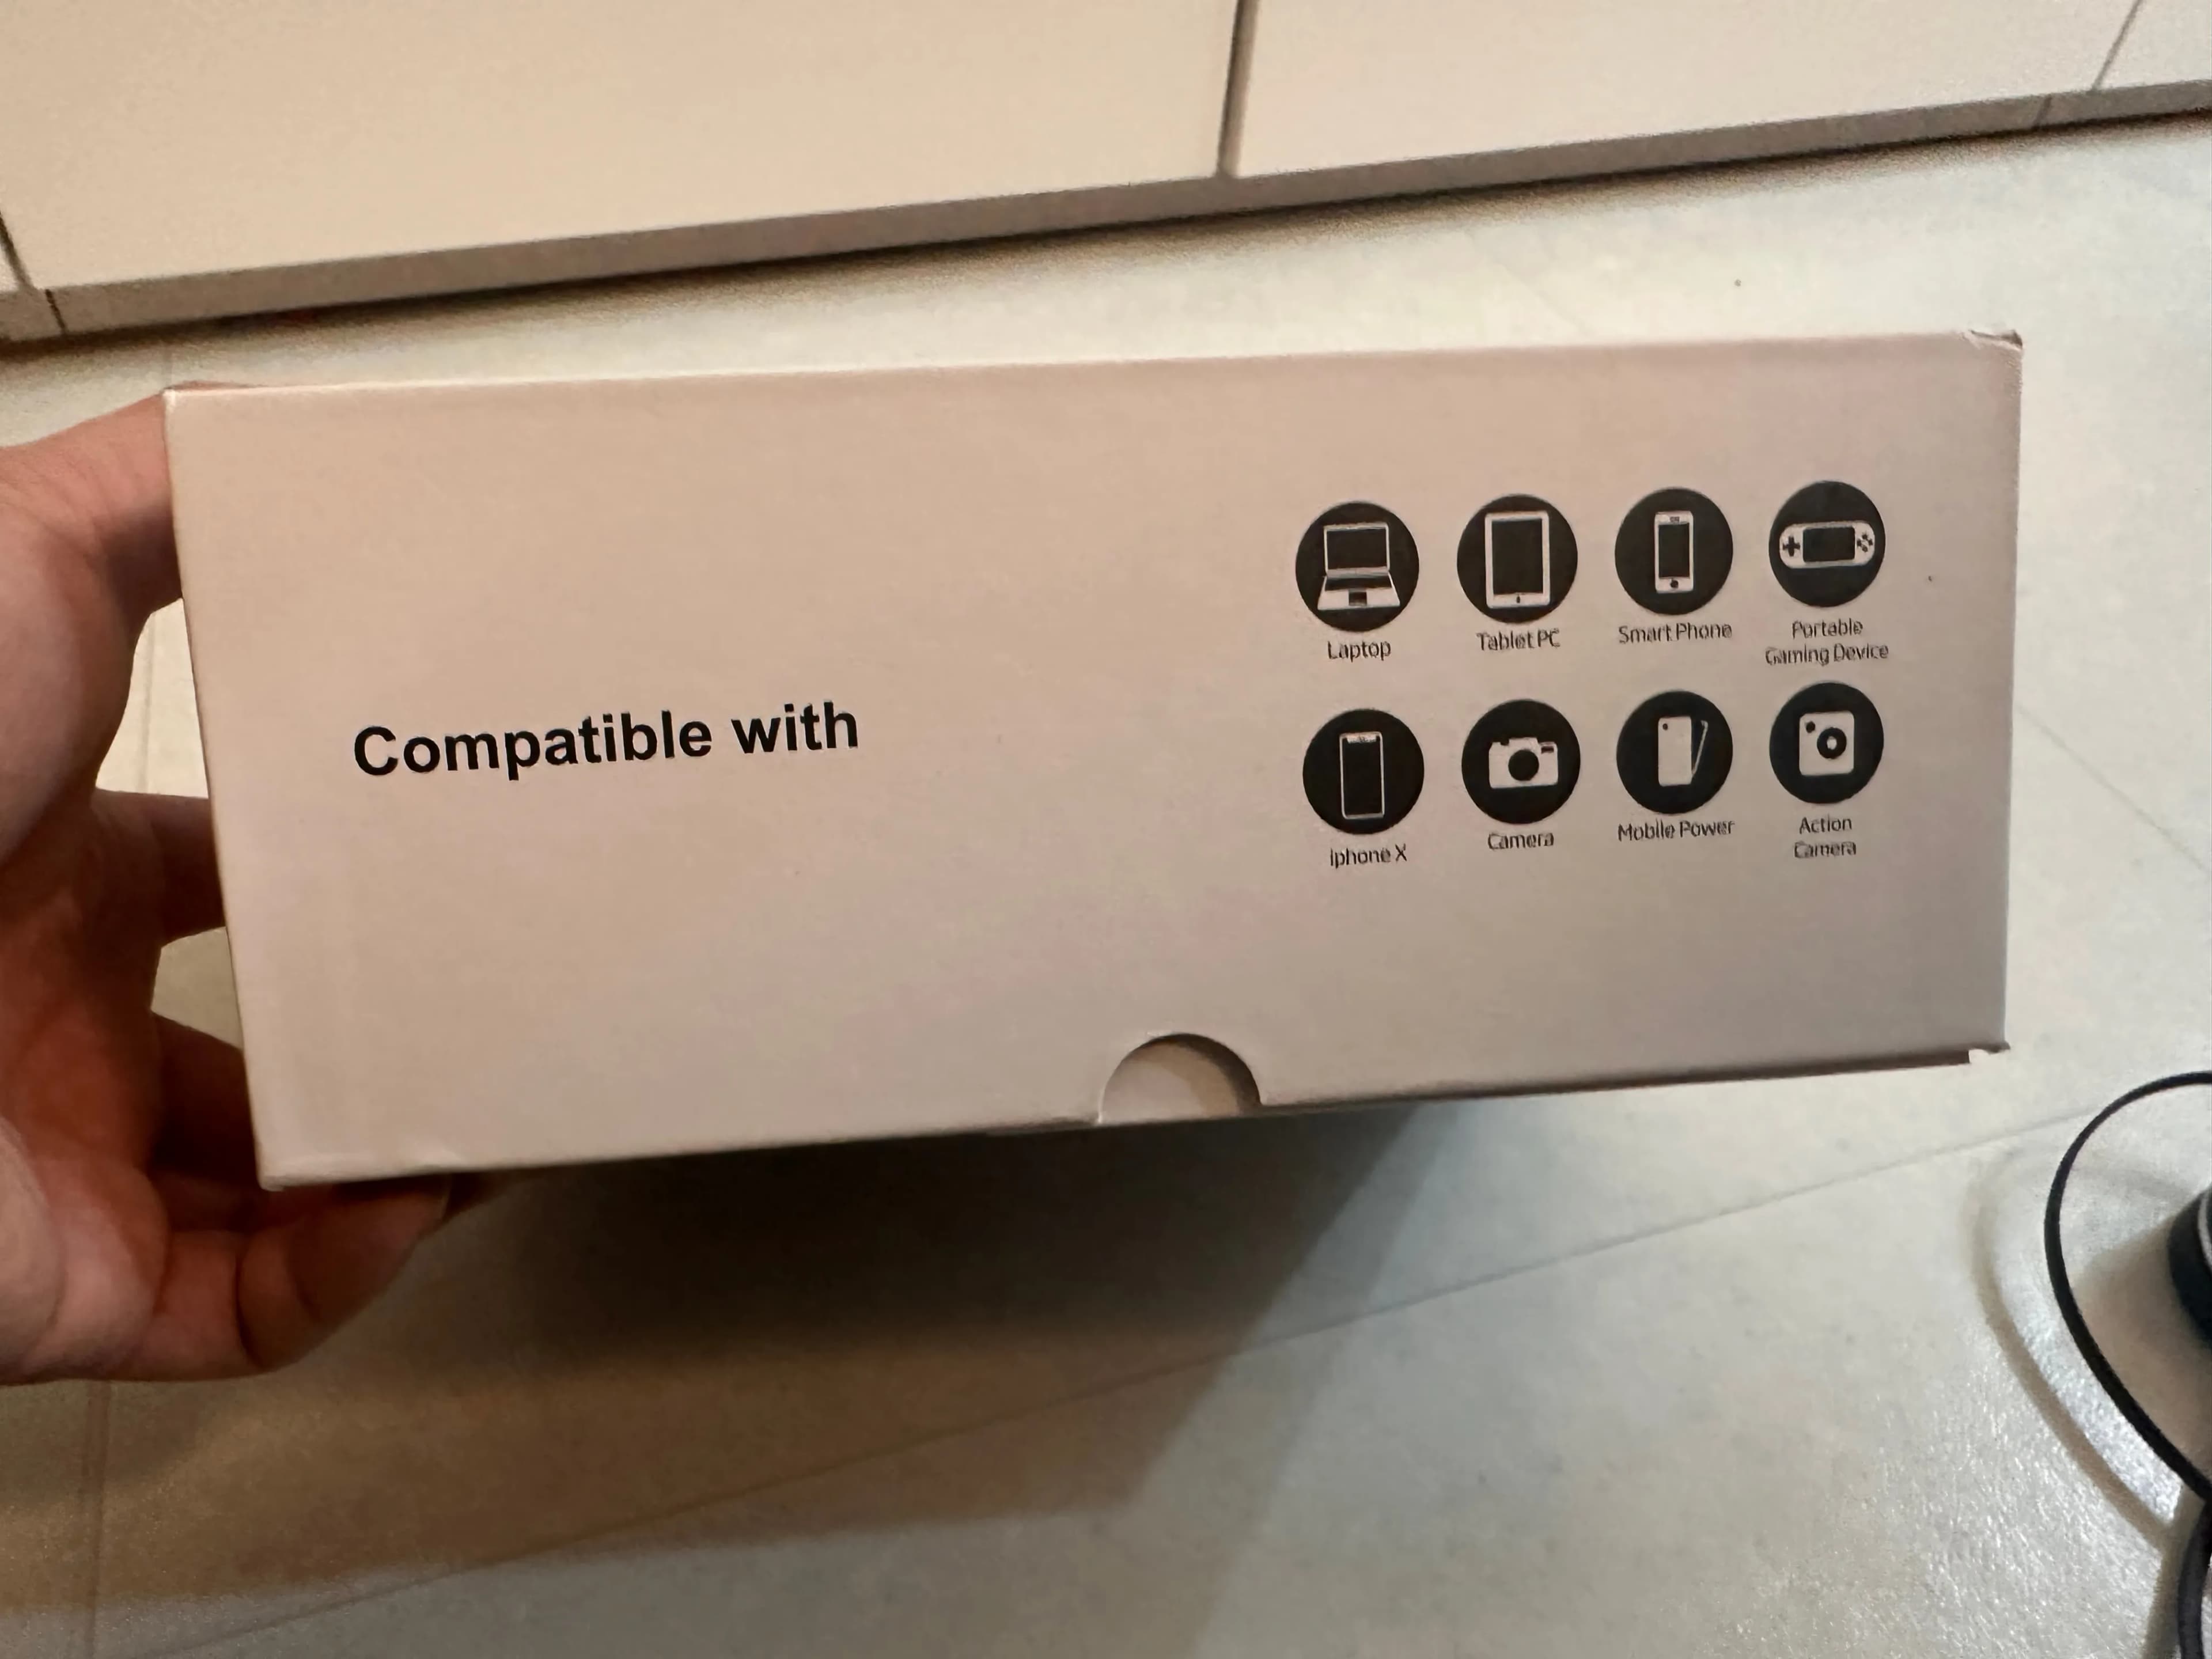 Compatible with
Laptop
Tablet PC
Smart Phone
Portable
Gaming Device
iphone X
Camera
Mobile Power
Action
Camera